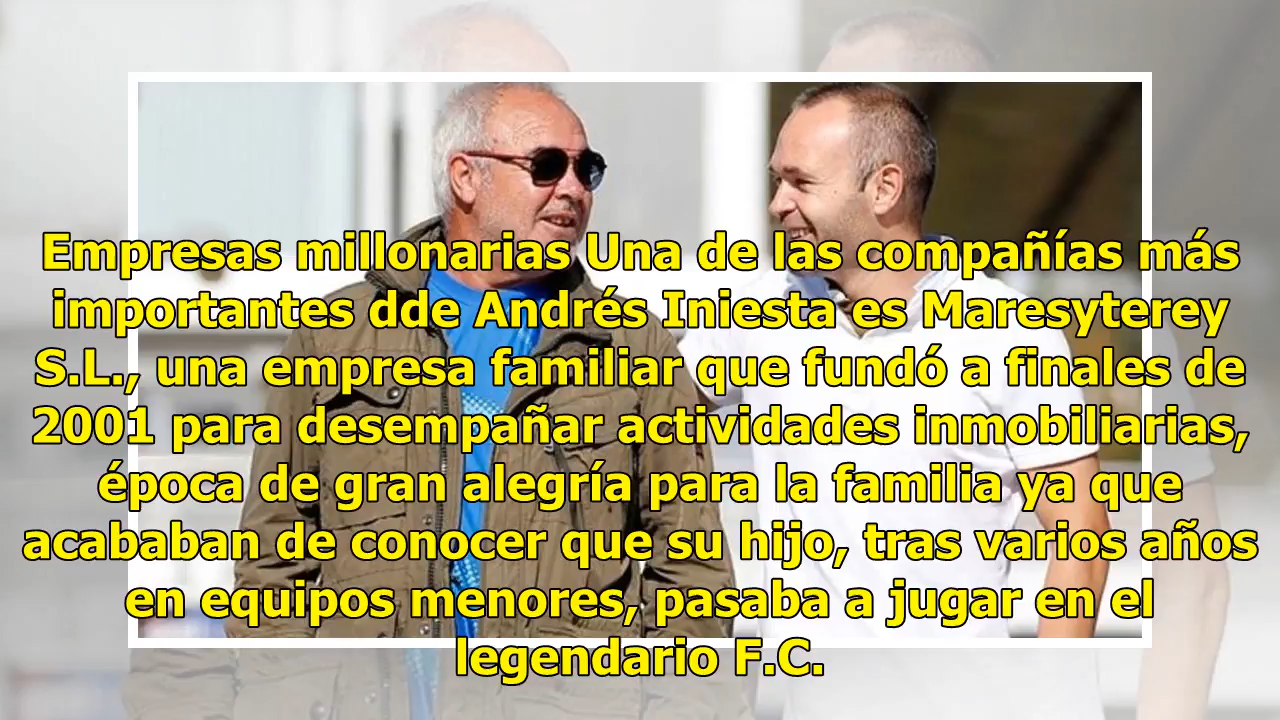 Empresas millonarias Una de las compañías más
importantes dde Andrés Iniesta es Maresyterey
S.L., una empresa familiar que fundó a finales de
2001 para desempañar actividades inmobiliarias,
época de gran alegría para la familia ya que
acababan de conocer que su hijo, tras varios años
en equipos menores, pasaba a jugar en el
legendario F.C.